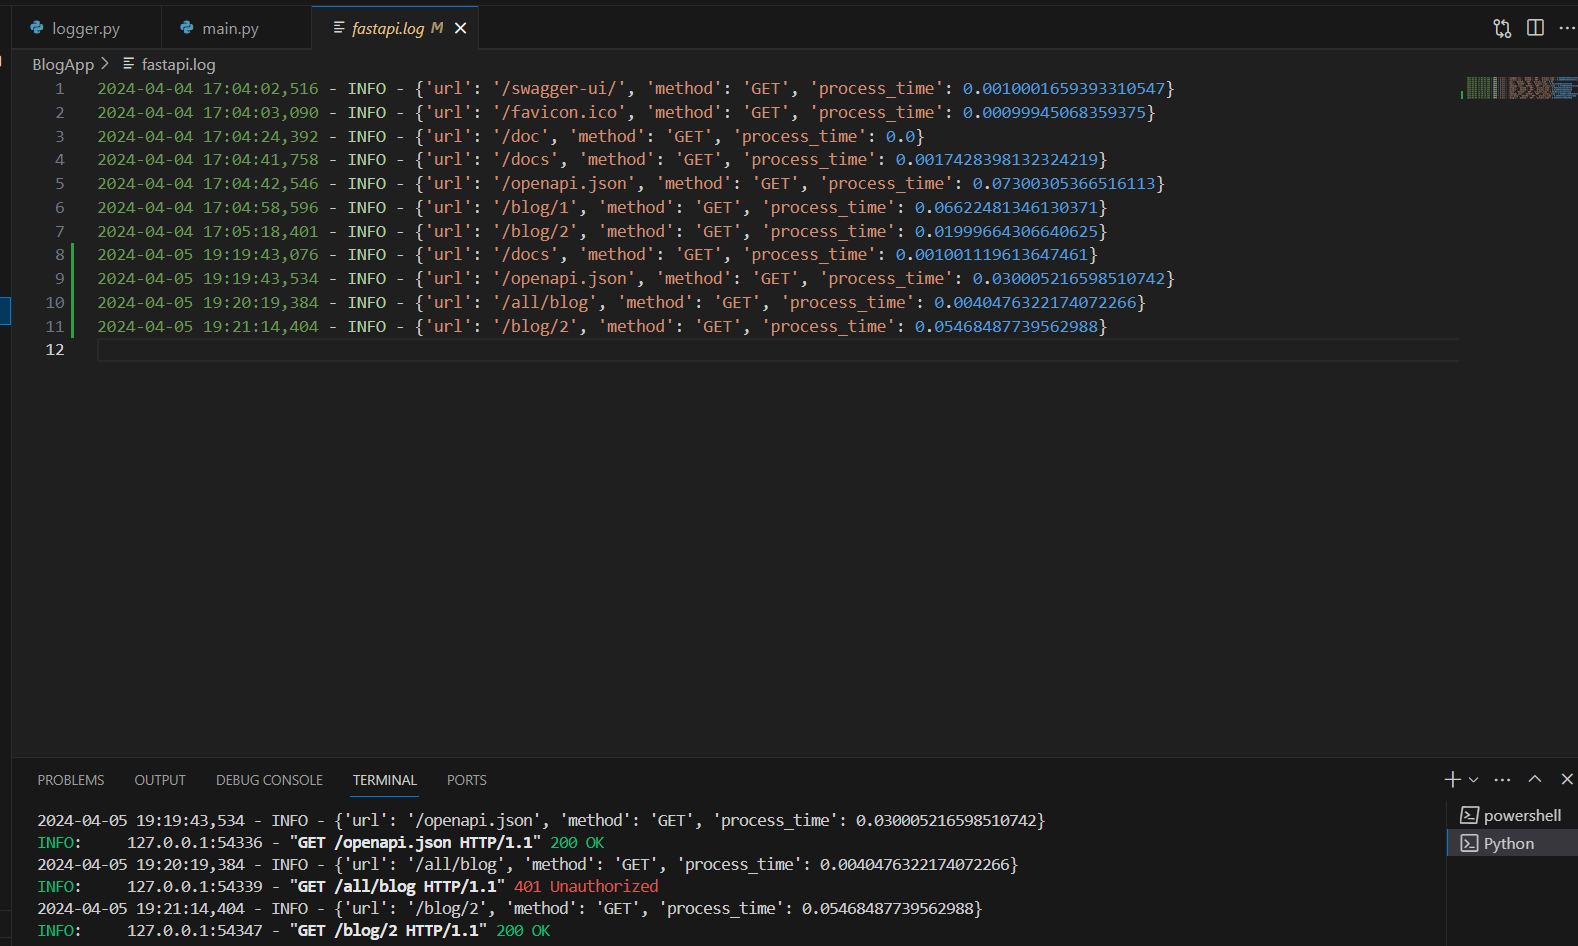 logger.py main.py fastapi.log M
BlogApp > fastapi.log
1 2024-04-04 17:04:02,516 - INFO - {'url': '/swagger-ui/', 'method': 'GET', 'process_time': 0.0010001659393310547}
2 2024-04-04 17:04:03,090 - INFO - {'url': '/favicon.ico', 'method': 'GET', 'process_time': 0.00099945068359375}
3 2024-04-04 17:04:24,392 - INFO - {'url': '/doc', 'method': 'GET', 'process_time': 0.0}
4 2024-04-04 17:04:41,758 - INFO - {'url': '/docs', 'method': 'GET', 'process_time': 0.0017428398132324219}
5 2024-04-04 17:04:42,546 - INFO - {'url': '/openapi.json', 'method': 'GET', 'process_time': 0.07300305366516113}
6 2024-04-04 17:04:58,596 - INFO - {'url': '/blog/1', 'method': 'GET', 'process_time': 0.06622481346130371}
7 2024-04-04 17:05:18,401 - INFO - {'url': '/blog/2', 'method': 'GET', 'process_time': 0.01999664306640625}
8 2024-04-05 19:19:43,076 - INFO - {'url': '/docs', 'method': 'GET', 'process_time': 0.001001119613647461}
9 2024-04-05 19:19:43,534 - INFO - {'url': '/openapi.json', 'method': 'GET', 'process_time': 0.030005216598510742}
10 2024-04-05 19:20:19,384 - INFO - {'url': '/all/blog', 'method': 'GET', 'process_time': 0.0040476322174072266}
11 2024-04-05 19:21:14,404 - INFO - {'url': '/blog/2', 'method': 'GET', 'process_time': 0.05468487739562988}
12
PROBLEMS OUTPUT DEBUG CONSOLE TERMINAL PORTS
2024-04-05 19:19:43,534 - INFO - {'url': '/openapi.json', 'method': 'GET', 'process_time': 0.030005216598510742}
INFO: 127.0.0.1:54336 - "GET /openapi.json HTTP/1.1" 200 OK
2024-04-05 19:20:19,384 - INFO - {'url': '/all/blog', 'method': 'GET', 'process_time': 0.0040476322174072266}
INFO: 127.0.0.1:54339 - "GET /all/blog HTTP/1.1" 401 Unauthorized
2024-04-05 19:21:14,404 - INFO - {'url': '/blog/2', 'method': 'GET', 'process_time': 0.05468487739562988}
INFO: 127.0.0.1:54347 - "GET /blog/2 HTTP/1.1" 200 OK
powershell
Python